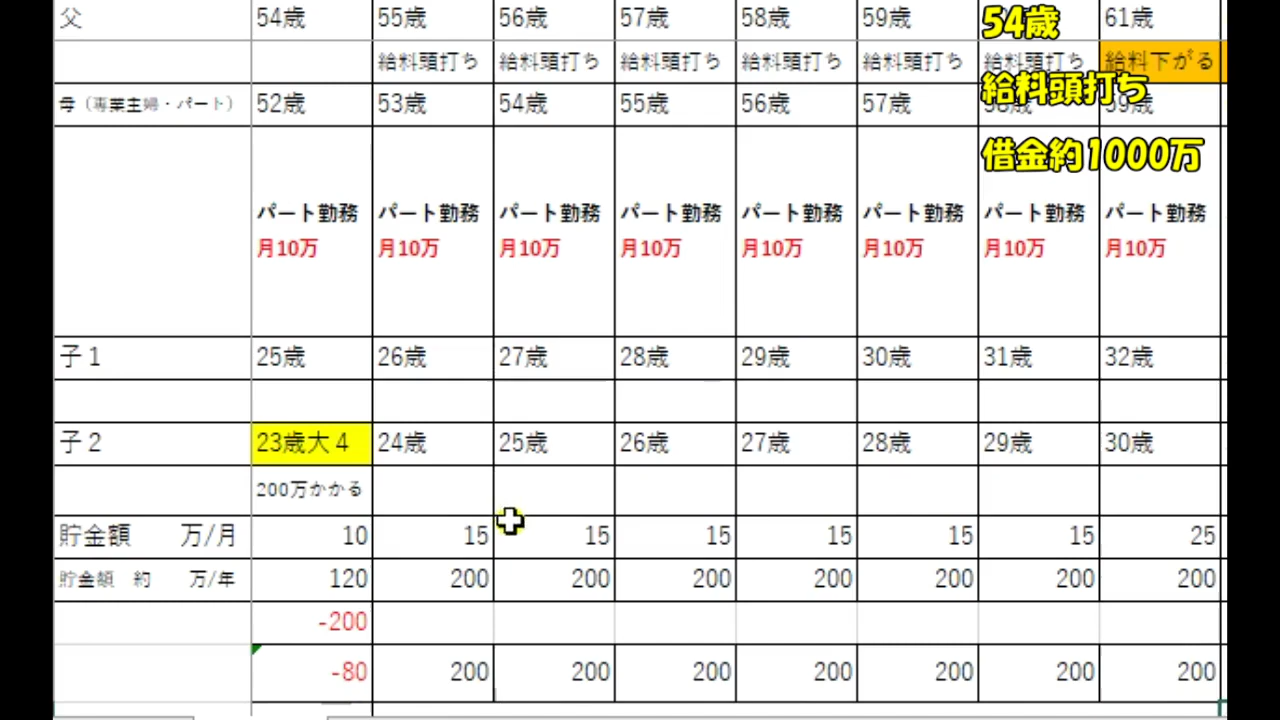 父 54歳 55歳 56歳 57歳 58歳 59歳 61歳
54歳
給料頭打ち 給料頭打ち 給料頭打ち 給料頭打ち 給料頭打ち 給料頭打ち 給料下がる
給料頭打ち
母（専業主婦・パート） 52歳 53歳 54歳 55歳 56歳 57歳 58歳 59歳
借金約1000万
パート勤務 パート勤務 パート勤務 パート勤務 パート勤務 パート勤務 パート勤務 パート勤務
月10万 月10万 月10万 月10万 月10万 月10万 月10万 月10万
子１ 25歳 26歳 27歳 28歳 29歳 30歳 31歳 32歳
子２ 23歳大４ 24歳 25歳 26歳 27歳 28歳 29歳 30歳
200万かかる
貯金額 万/月 10 15 15 15 15 15 15 25
貯金額 約 万/年 120 200 200 200 200 200 200 200
-200
-80 200 200 200 200 200 200 200